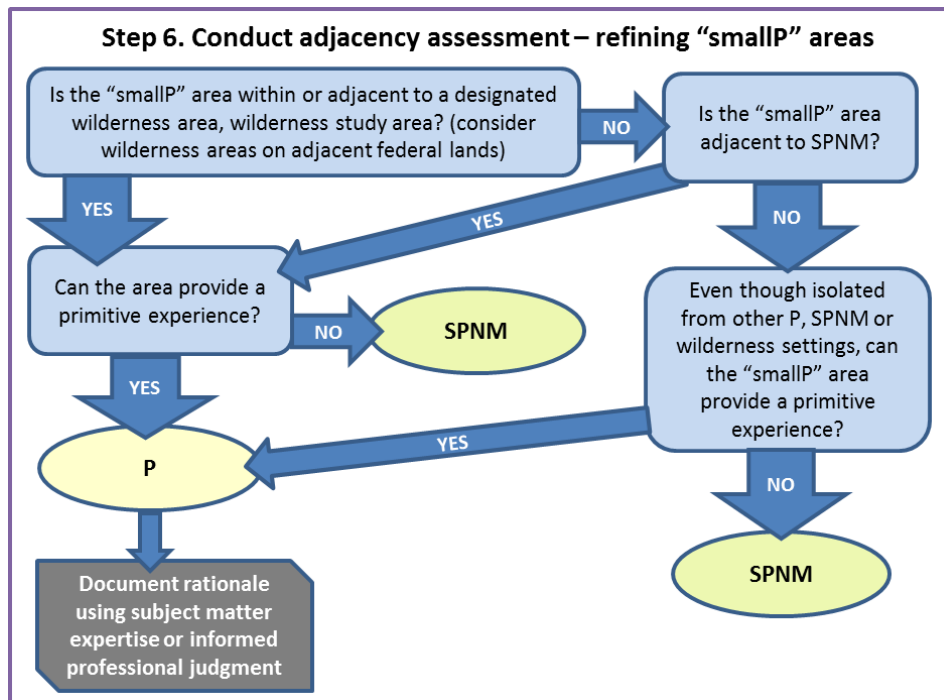 Step 6. Conduct adjacency assessment – refining “smallP” areas
Is the “smallP” area within or adjacent to a designated
wilderness area, wilderness study area? (consider
wilderness areas on adjacent federal lands)
NO
Is the “smallP” area
adjacent to SPNM?
YES
YES
NO
Can the area provide a
primitive experience?
NO
SPNM
Even though isolated
from other P, SPNM or
wilderness settings, can
the “smallP” area
provide a primitive
experience?
YES
YES
P
NO
SPNM
Document rationale
using subject matter
expertise or informed
professional judgment